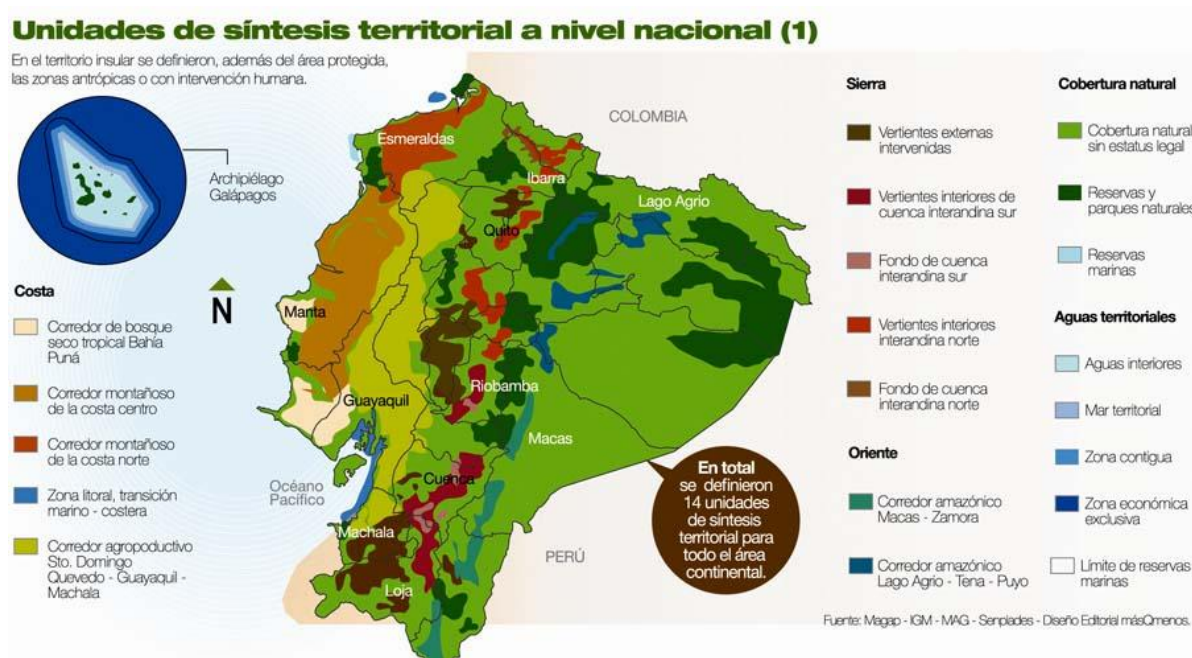 Unidades de síntesis territorial a nivel nacional (1)
En el territorio insular se definieron, además del área protegida,
las zonas antrópicas o con intervención humana.
Archipiélago
Galápagos
N
Costa
Corredor de bosque
seco tropical Bahía
Puná
Corredor montañoso
de la costa centro
Corredor montañoso
de la costa norte
Zona litoral, transición
marino - costera
Corredor agropoductivo
Sto. Domingo
Quevedo - Guayaquil -
Machala
COLOMBIA
Esmeraldas
Ibarra
Lago Agrio
Quito
Manta
Riobamba
Guayaquil
Macas
Cuenca
Océano
Pacífico
Machala
Loja
PERÚ
En total
se definieron
14 unidades
de síntesis
territorial para
todo el área
continental.
Sierra
Vertientes externas
intervenidas
Vertientes interiores de
cuenca interandina sur
Fondo de cuenca
interandina sur
Vertientes interiores
interandina norte
Fondo de cuenca
interandina norte
Oriente
Corredor amazónico
Macas - Zamora
Corredor amazónico
Lago Agrio - Tena - Puyo
Cobertura natural
Cobertura natural
sin estatus legal
Reservas y
parques naturales
Reservas
marinas
Aguas territoriales
Aguas interiores
Mar territorial
Zona contigua
Zona económica
exclusiva
Límite de reservas
marinas
Fuente: Magap - IGM - MAG - Senplades - Diseño Editorial másQmenos.